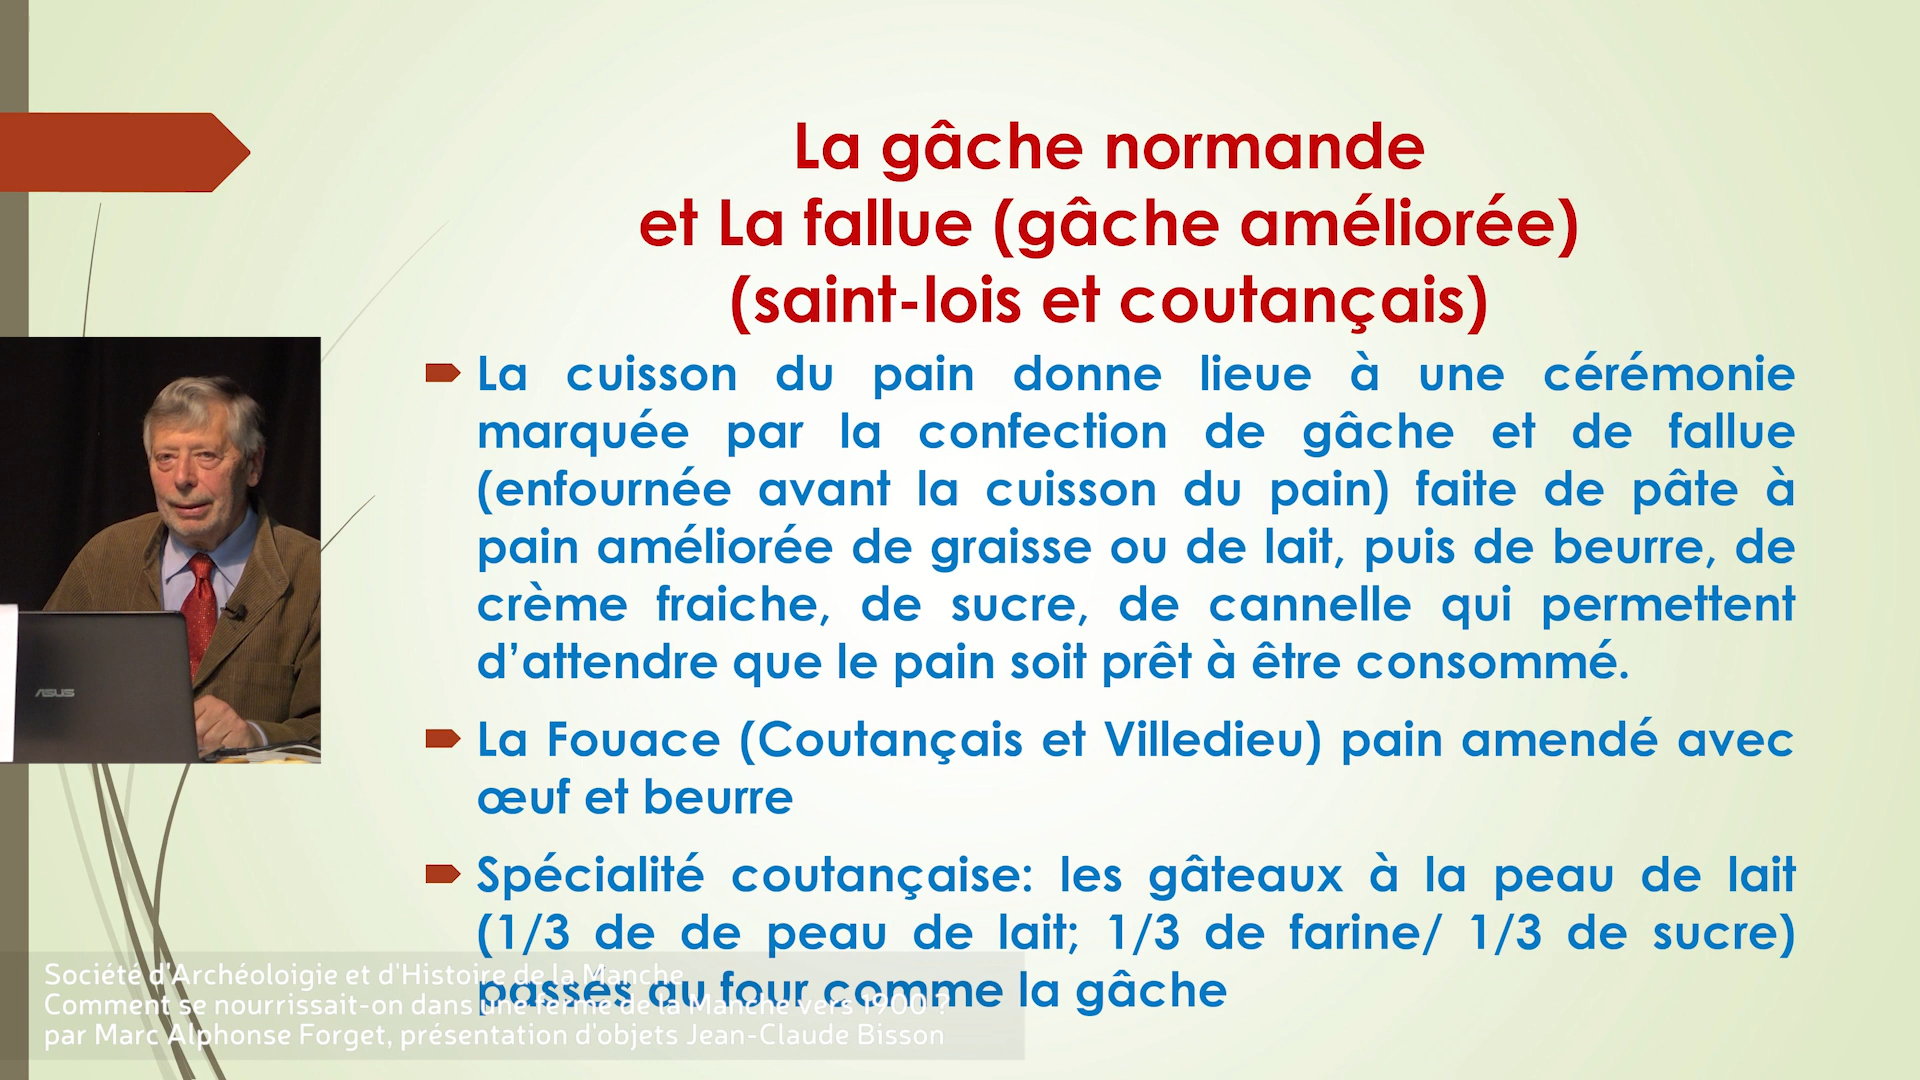 La gâche normande
et La fallue (gâche améliorée)
(saint-lois et coutançais)
La cuisson du pain donne lieue à une cérémonie
marquée par la confection de gâche et de fallue
(enfournée avant la cuisson du pain) faite de pâte à
pain améliorée de graisse ou de lait, puis de beurre, de
crème fraiche, de sucre, de cannelle qui permettent
d’attendre que le pain soit prêt à être consommé.
La Fouace (Coutançais et Villedieu) pain amendé avec
œuf et beurre
Spécialité coutançaise: les gâteaux à la peau de lait
(1/3 de de peau de lait; 1/3 de farine/ 1/3 de sucre)
passés au four comme la gâche
ASUS
Société d'Archéoloigie et d'Histoire de la Manche
Comment se nourrissait-on dans une ferme de la Manche vers 1900 ?
par Marc Alphonse Forget, présentation d'objets Jean-Claude Bisson